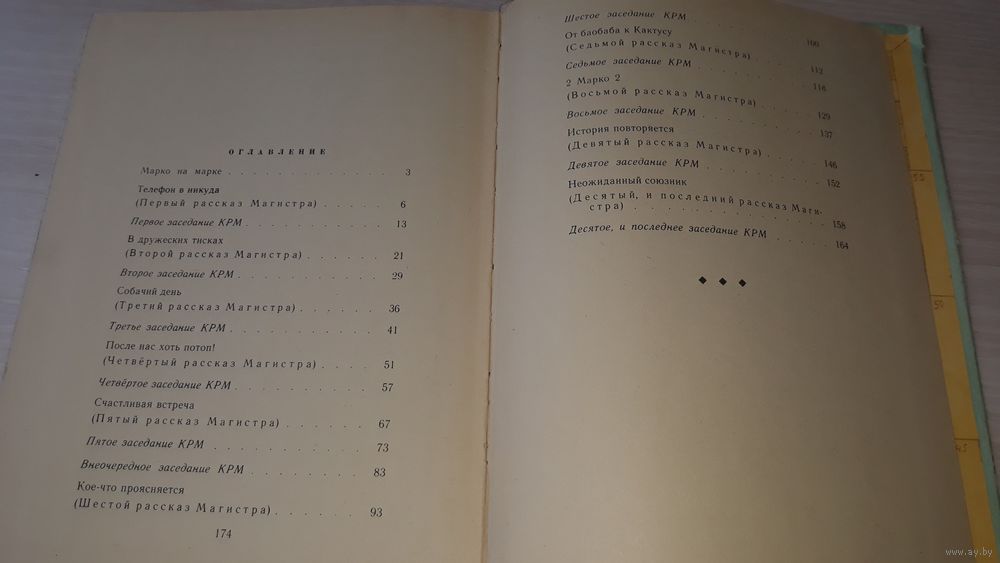 ОГЛАВЛЕНИЕ
Марко на марке . . . . . . . . . . . . 3
Телефон в никуда
(Первый рассказ Магистра) . . . . . 6
Первое заседание КРМ . . . . . . . . . 13
В дружеских тисках
(Второй рассказ Магистра) . . . . . . 21
Второе заседание КРМ . . . . . . . . . . 29
Собачий день
(Третий рассказ Магистра) . . . . . . 36
Третье заседание КРМ . . . . . . . . . . 41
После нас хоть потоп!
(Четвёртый рассказ Магистра) . . . . 51
Четвёртое заседание КРМ . . . . . . . . . 57
Счастливая встреча
(Пятый рассказ Магистра) . . . . . . 67
Пятое заседание КРМ . . . . . . . . . . . 73
Внеочередное заседание КРМ . . . . . . . . 83
Кое-что проясняется
(Шестой рассказ Магистра) . . . . . . 93
174
Шестое заседание КРМ . . . . . . . .
От баобаба к Кактусу
(Седьмой рассказ Магистра) . . . . 112
Седьмое заседание КРМ . . . . . . . . 118
2 Марко 2
(Восьмой рассказ Магистра) . . . . . 129
Восьмое заседание КРМ . . . . . . . . 137
История повторяется
(Девятый рассказ Магистра) . . . . . 146
Девятое заседание КРМ . . . . . . . . 152
Неожиданный союзник
(Десятый, и последний рассказ Маги-
стра) . . . . . . . . . . . . . 158
Десятое, и последнее заседание КРМ . . . . . 164
www.ay.by